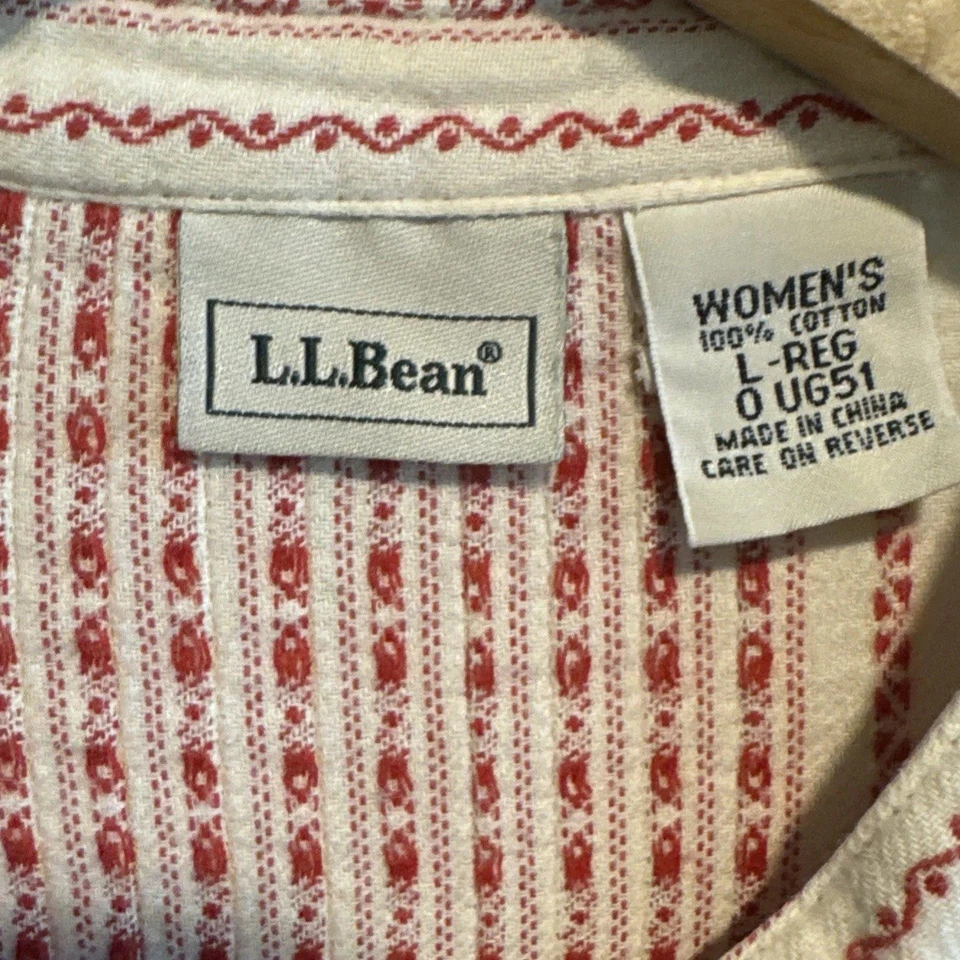 L.L.Bean®
WOMEN'S
100% COTTON
L-REG
0 UG51
MADE IN CHINA
CARE ON REVERSE